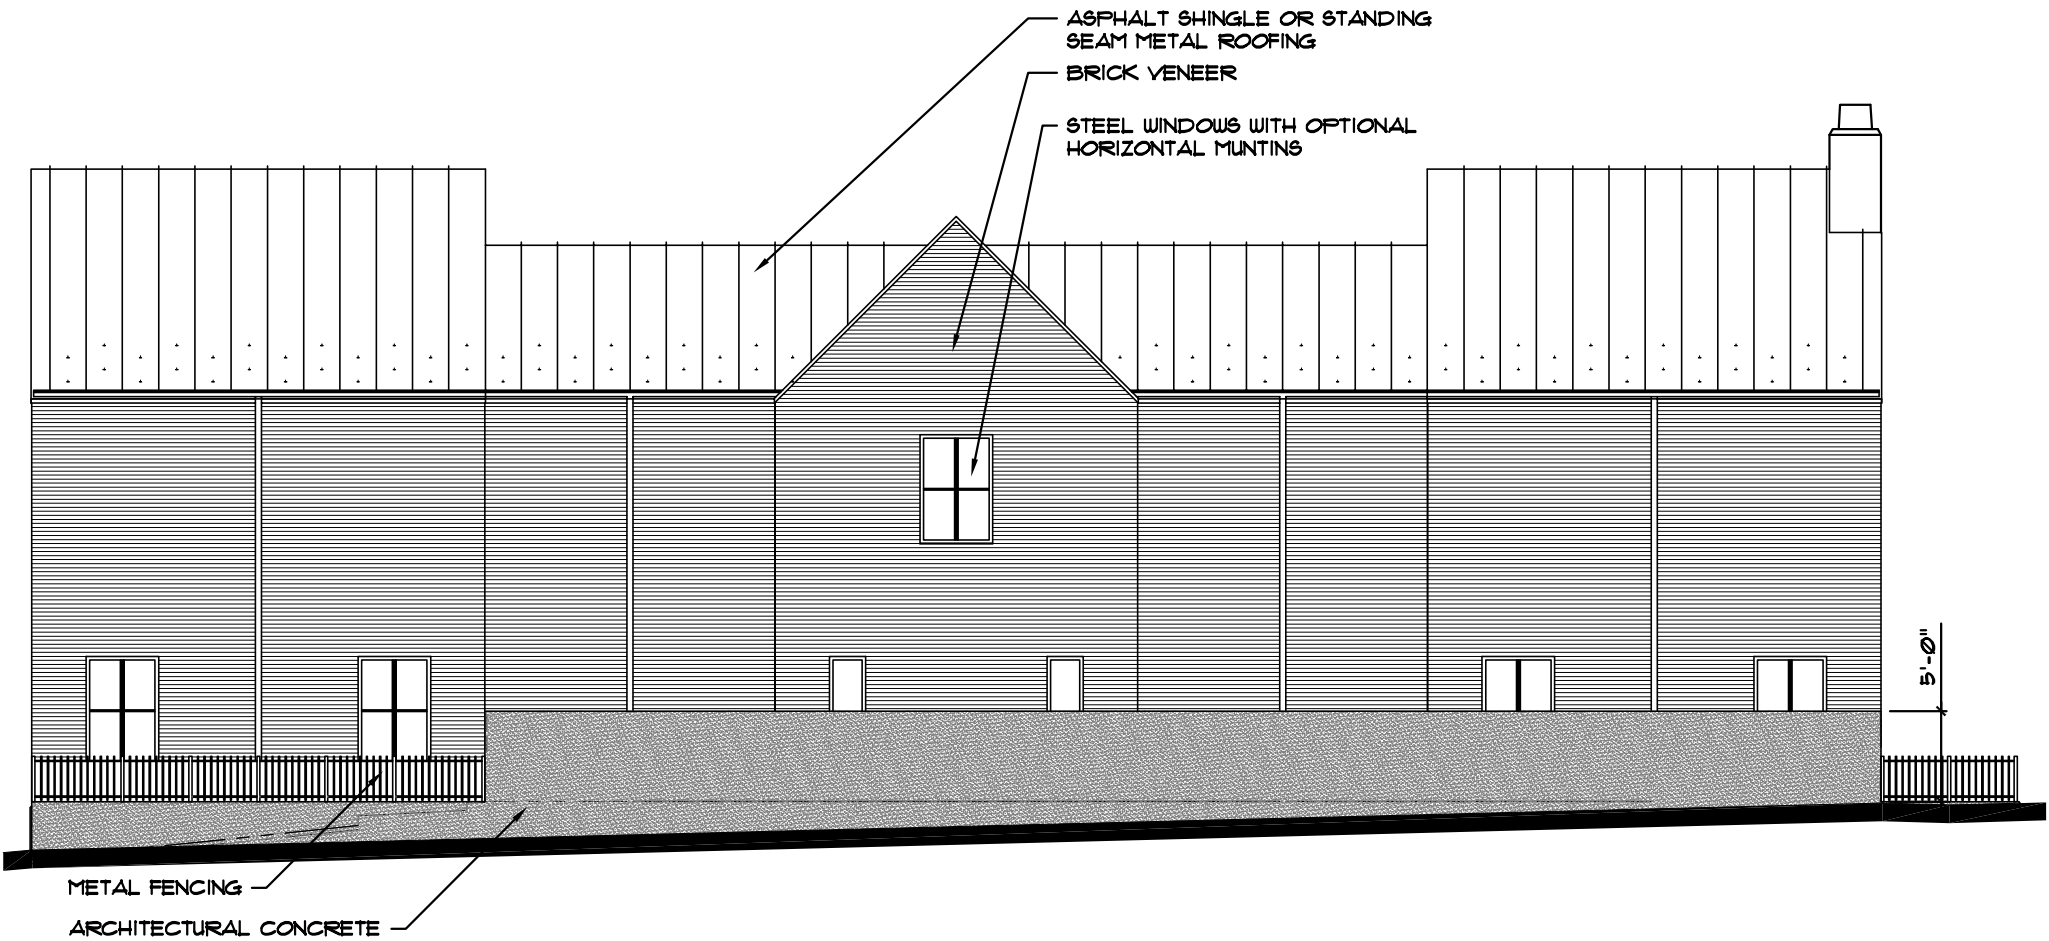 ASPHALT SHINGLE OR STANDING
SEAM METAL ROOFING
BRICK VENEER
STEEL WINDOWS WITH OPTIONAL
HORIZONTAL MUNTINS
5'-0"
METAL FENCING
ARCHITECTURAL CONCRETE